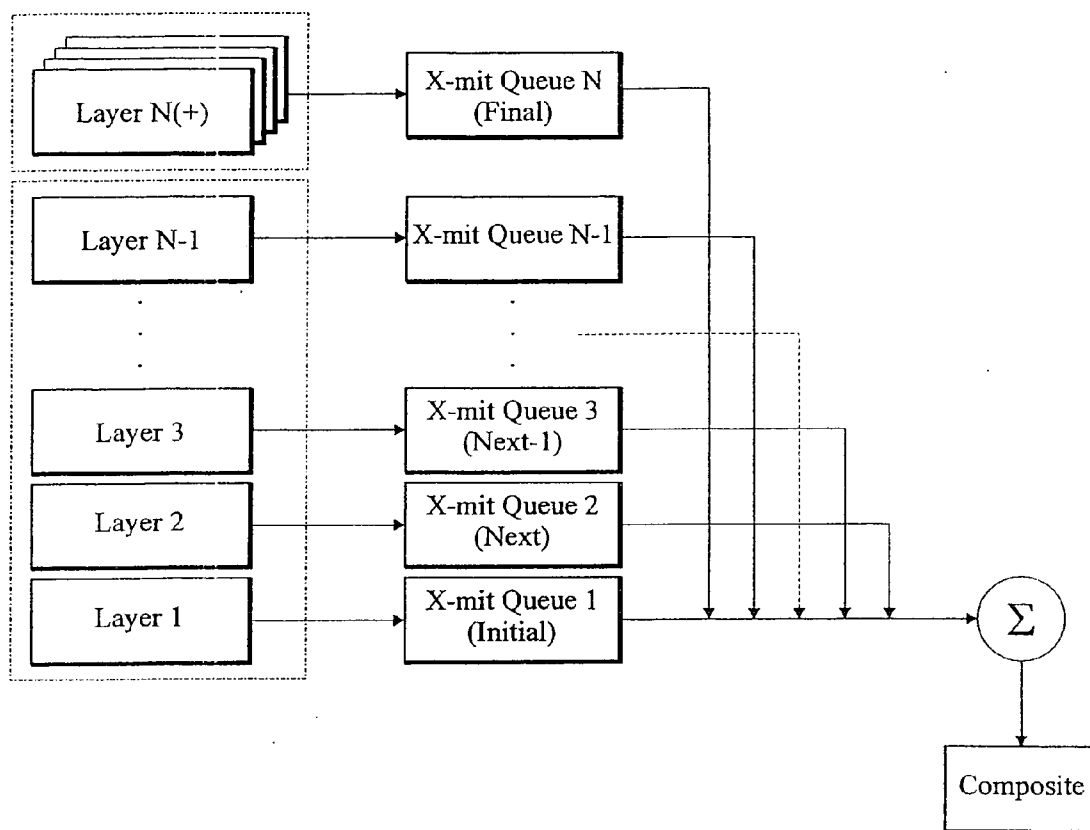 Layer N(+)
X-mit Queue N
(Final)
Layer N-1
X-mit Queue N-1
Layer 3
X-mit Queue 3
(Next-1)
Layer 2
X-mit Queue 2
(Next)
Layer 1
X-mit Queue 1
(Initial)
Σ
Composite